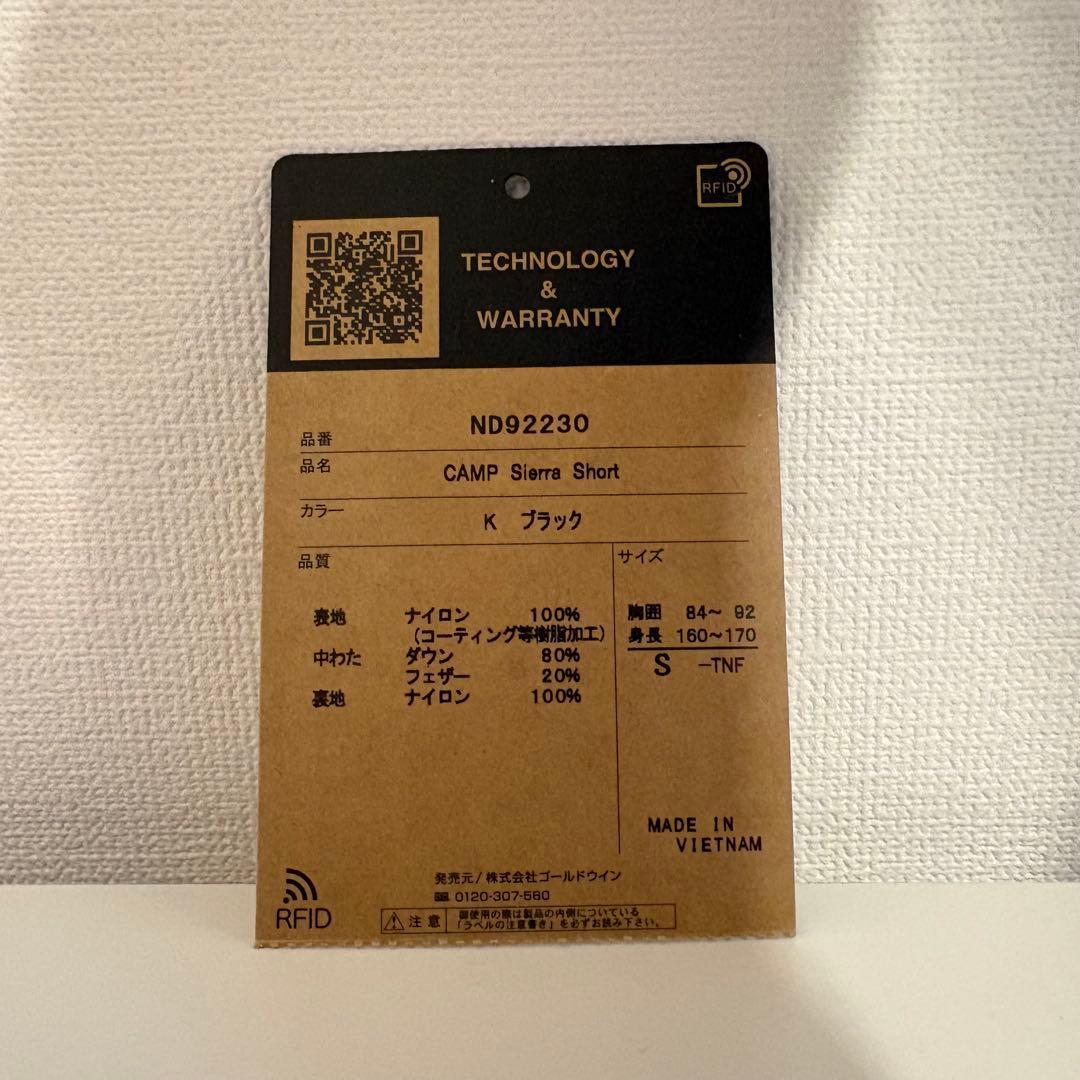 RFID
TECHNOLOGY
&
WARRANTY
品番 ND92230
品名 CAMP Sierra Short
カラー K ブラック
品質
表地 ナイロン 100%
(コーティング等樹脂加工)
中わた ダウン 80%
フェザー 20%
裏地 ナイロン 100%
サイズ
胸囲 84～ 92
身長 160～170
S -TNF
MADE IN
VIETNAM
発売元/株式会社ゴールドウイン
0120-307-560
RFID
注意
御使用の際は製品の内側についている
「ラベルの注意書き」を必ずお読み下さい。